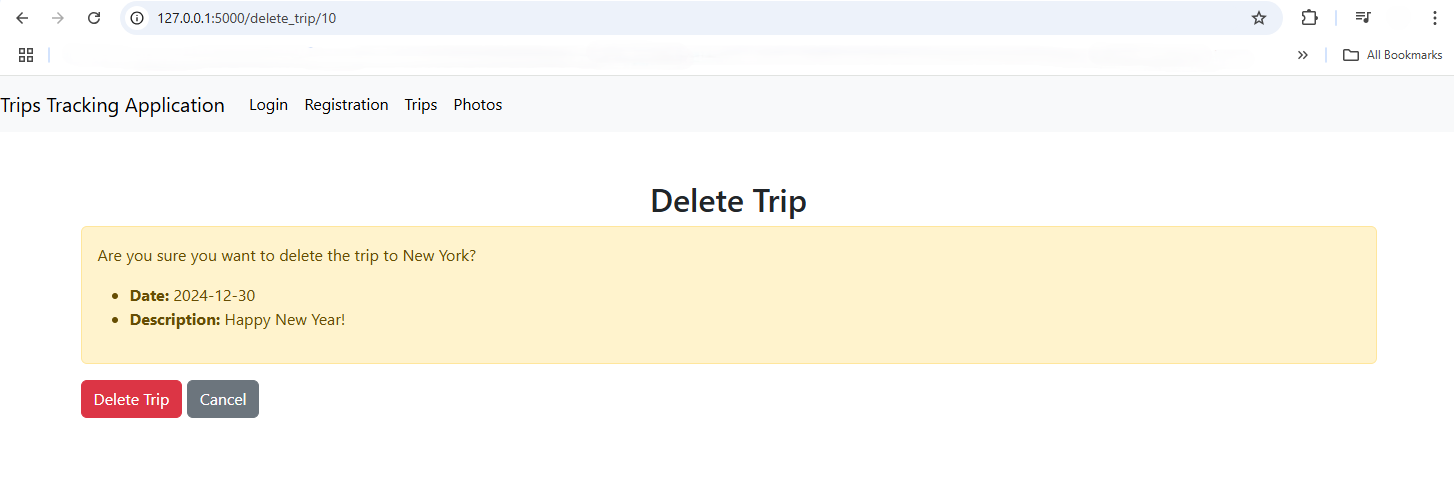 127.0.0.1:5000/delete_trip/10
All Bookmarks
Trips Tracking Application Login Registration Trips Photos
Delete Trip
Are you sure you want to delete the trip to New York?
Date: 2024-12-30
Description: Happy New Year!
Delete Trip Cancel